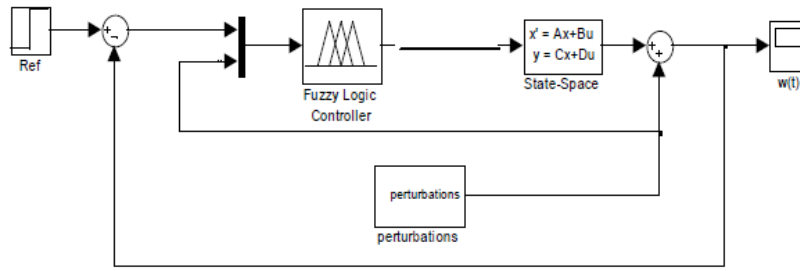 Ref
Fuzzy Logic
Controller
x' = Ax+Bu
y = Cx+Du
State-Space
w(t)
perturbations
perturbations